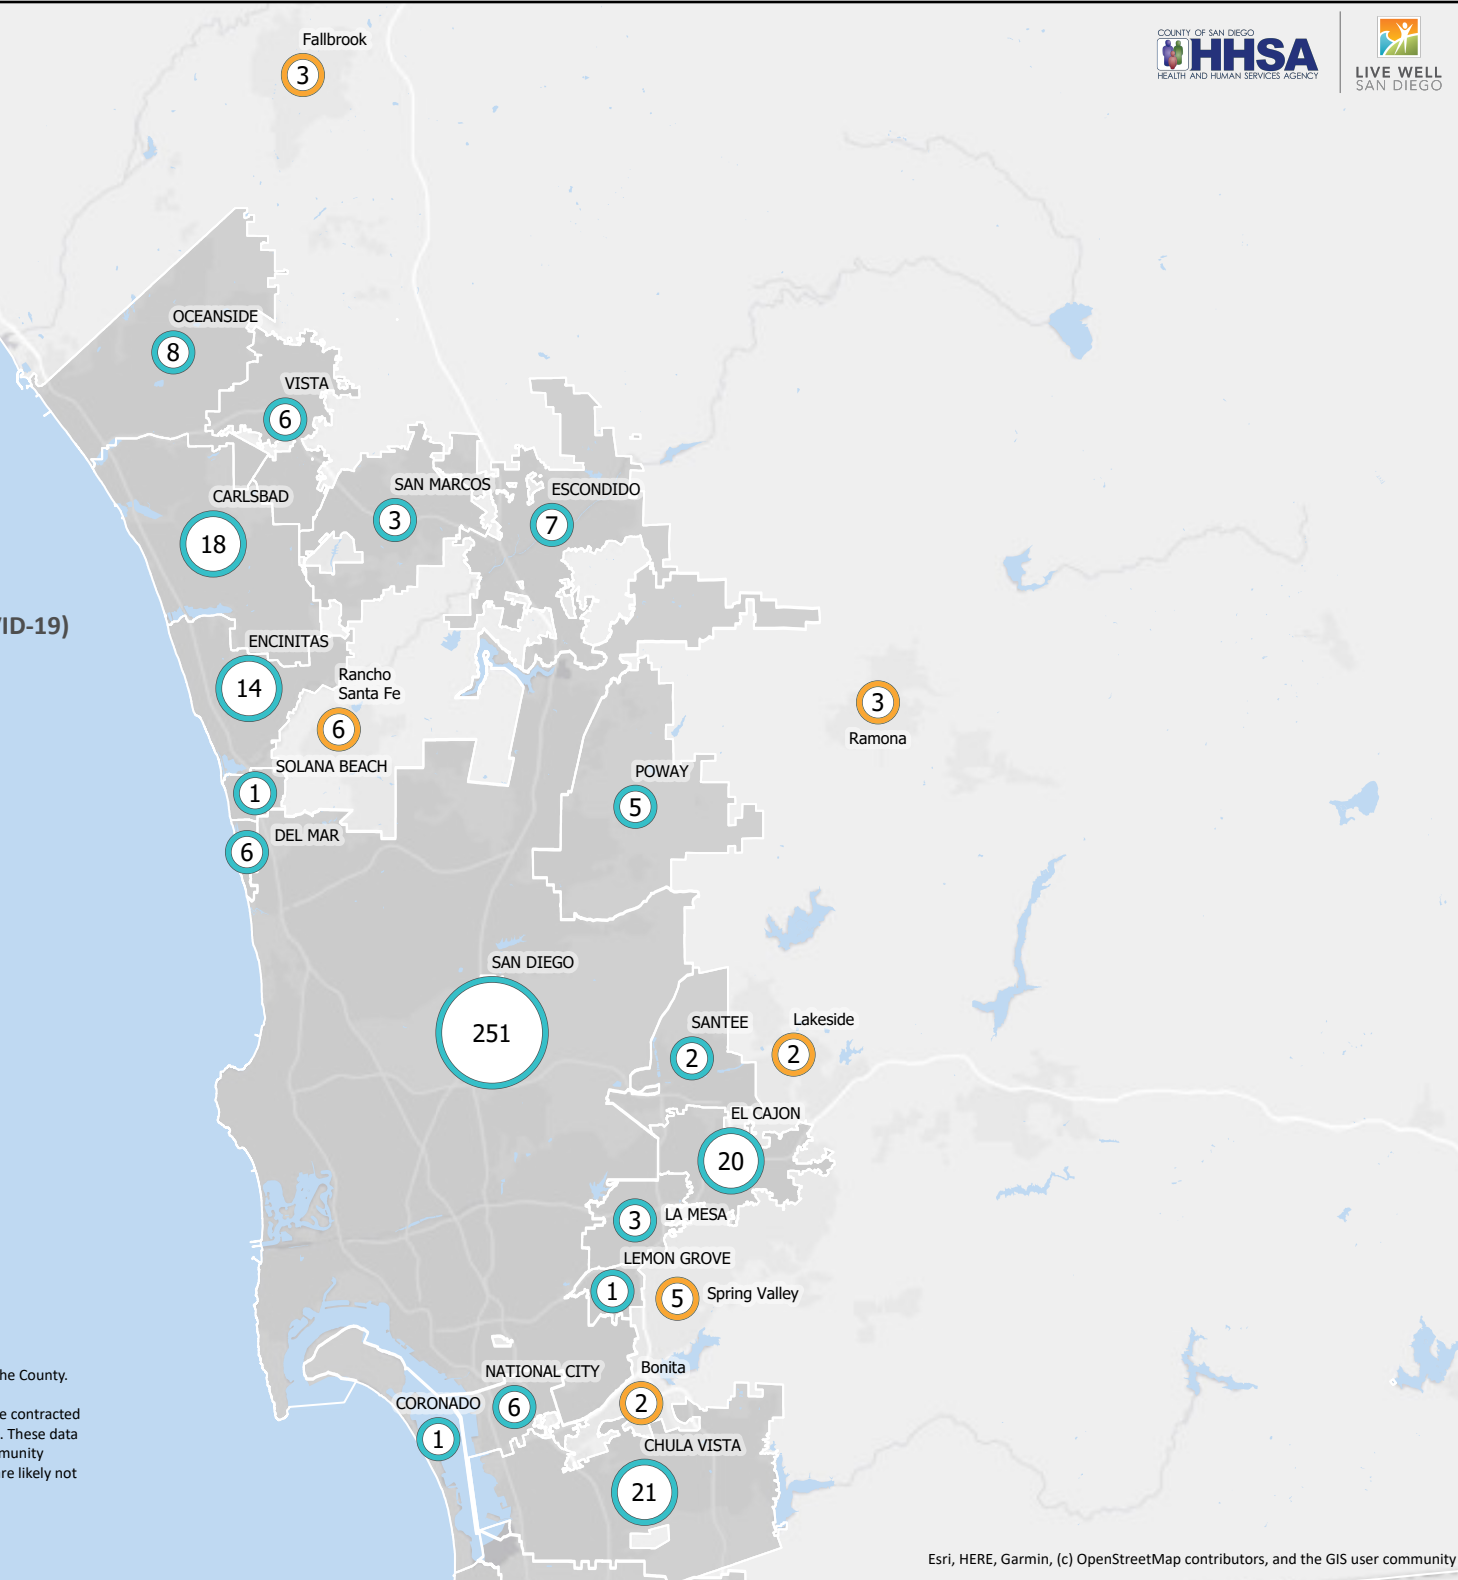 Fallbrook
3
COUNTY OF SAN DIEGO
HHSA
HEALTH AND HUMAN SERVICES AGENCY
LIVE WELL
SAN DIEGO
OCEANSIDE
8
VISTA
6
CARLSBAD
18
SAN MARCOS
3
ESCONDIDO
7
ID-19)
ENCINITAS
14
Rancho
Santa Fe
6
3
Ramona
SOLANA BEACH
1
POWAY
5
DEL MAR
6
SAN DIEGO
251
SANTEE
2
Lakeside
2
EL CAJON
20
3
LA MESA
LEMON GROVE
1
5
Spring Valley
he County.
NATIONAL CITY
6
Bonita
2
CORONADO
1
e contracted
. These data
munity
re likely not
CHULA VISTA
21
Esri, HERE, Garmin, (c) OpenStreetMap contributors, and the GIS user community